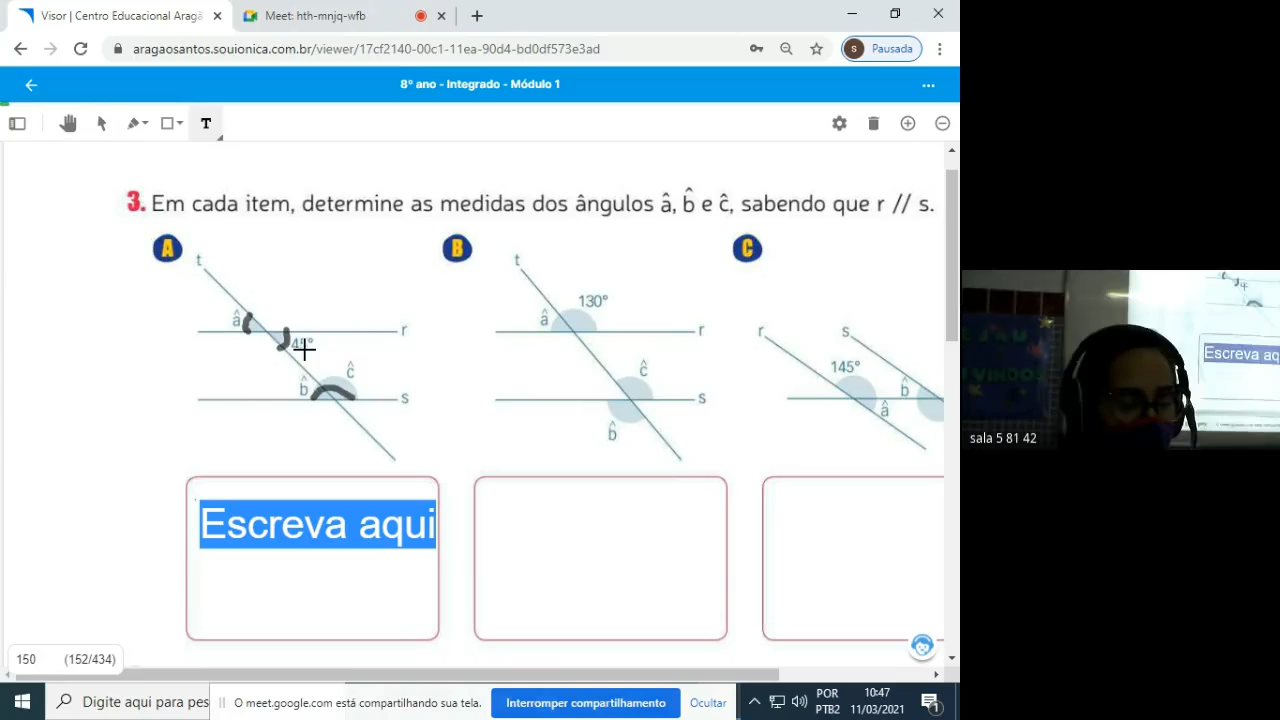 Visor | Centro Educacional Aragã
Meet: hth-mnjq-wfb
aragaosantos.souionica.com.br/viewer/17cf2140-00c1-11ea-90d4-bd0df573e3ad
s
Pausada
8º ano - Integrado - Módulo 1
T
3. Em cada item, determine as medidas dos ângulos â, b̂ e ĉ, sabendo que r // s.
A
B
C
t
â
45°
r
b̂
ĉ
s
t
130°
â
r
ĉ
s
b̂
r
s
145°
b̂
â
Escreva aqui
150 (152/434)
Digite aqui para pes
O meet.google.com está compartilhando sua tela.
Interromper compartilhamento
Ocultar
POR
PTB2
10:47
11/03/2021
1
Escreva aq
sala 5 81 42